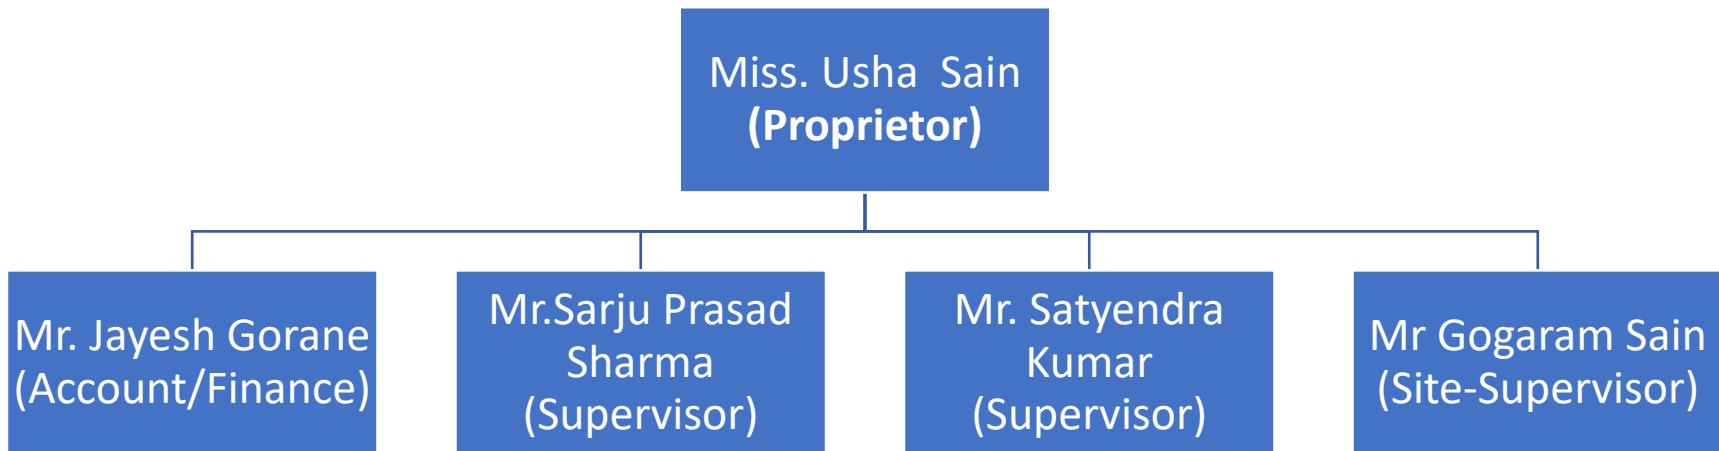 Miss. Usha  Sain
(Proprietor)
Mr. Jayesh Gorane
(Account/Finance)
Mr.Sarju Prasad
Sharma
(Supervisor)
Mr. Satyendra
Kumar
(Supervisor)
Mr Gogaram Sain
(Site-Supervisor)